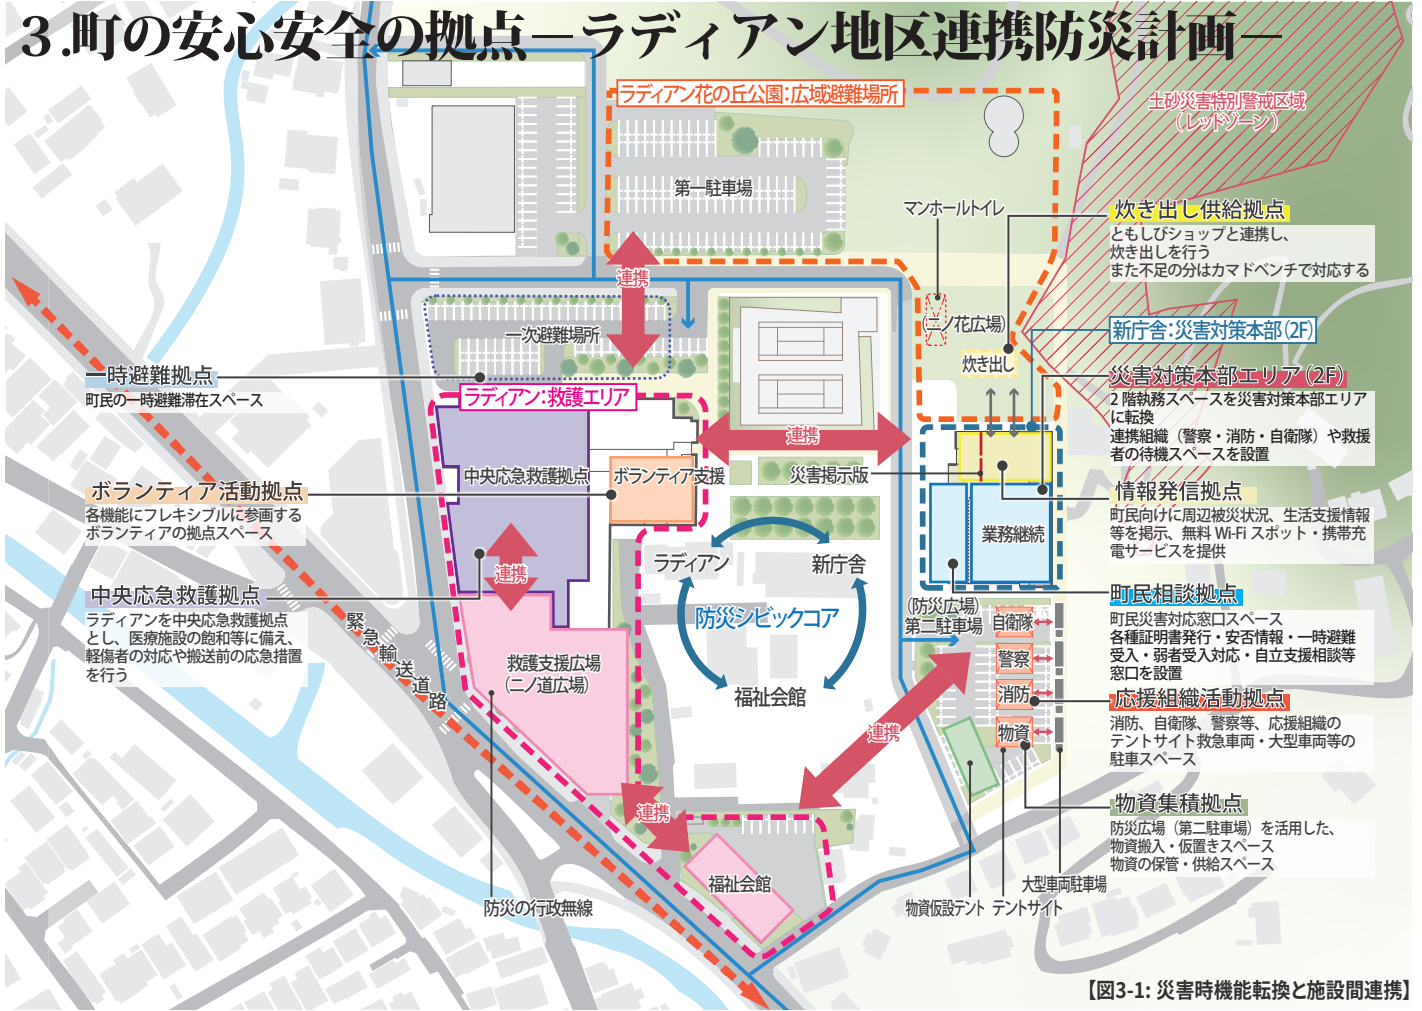 3.町の安心安全の拠点―ラディアン地区連携防災計画―
ラディアン花の丘公園：広域避難場所
土砂災害特別警戒区域
（レッドゾーン）
第一駐車場
マンホールトイレ
炊き出し供給拠点
ともしびショップと連携し、
炊き出しを行う
また不足の分はカマドベンチで対応する
連携
（二ノ花広場）
新庁舎：災害対策本部（2F）
一次避難場所
炊き出し
一時避難拠点
町民の一時避難滞在スペース
災害対策本部エリア（2F）
2 階執務スペースを災害対策本部エリア
に転換
連携組織（警察・消防・自衛隊）や救援
者の待機スペースを設置
ラディアン：救護エリア
連携
中央応急救護拠点
ボランティア支援
災害掲示版
ボランティア活動拠点
各機能にフレキシブルに参画する
ボランティアの拠点スペース
情報発信拠点
町民向けに周辺被災状況、生活支援情報
等を掲示、無料 Wi-Fi スポット・携帯充
電サービスを提供
業務継続
ラディアン
新庁舎
連携
防災シビックコア
福祉会館
中央応急救護拠点
ラディアンを中央応急救護拠点
とし、医療施設の飽和等に備え、
軽傷者の対応や搬送前の応急措置
を行う
緊急輸送道路
（防災広場）
第二駐車場
自衛隊
警察
消防
物資
町民相談拠点
町民災害対応窓口スペース
各種証明書発行・安否情報・一時避難
受入・弱者受入対応・自立支援相談等
窓口を設置
救護支援広場
（二ノ道広場）
応援組織活動拠点
消防、自衛隊、警察等、応援組織の
テントサイト救急車両・大型車両等の
駐車スペース
連携
連携
物資集積拠点
防災広場（第二駐車場）を活用した、
物資搬入・仮置きスペース
物資の保管・供給スペース
福祉会館
大型車両駐車場
防災の行政無線
物資仮設テント
テントサイト
【図3-1: 災害時機能転換と施設間連携】